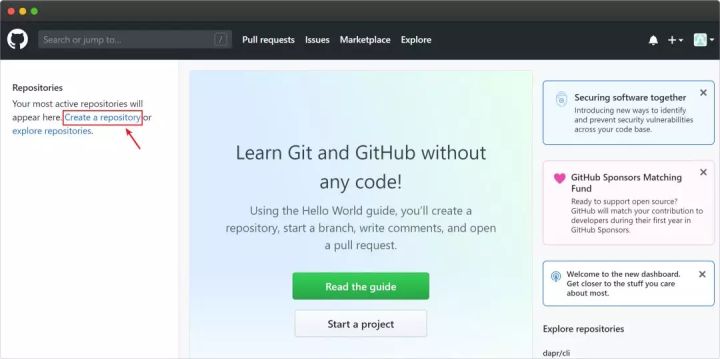 Search or jump to...
/
Pull requests
Issues
Marketplace
Explore
Repositories
Your most active repositories will
appear here. Create a repository or
explore repositories.
Learn Git and GitHub without
any code!
Using the Hello World guide, you'll create a
repository, start a branch, write comments, and open
a pull request.
Read the guide
Start a project
Securing software together
Introducing new ways to identify
and prevent security vulnerabilities
across your code base.
GitHub Sponsors Matching
Fund
Ready to support open source?
GitHub will match your contribution to
developers during their first year in
GitHub Sponsors.
Welcome to the new dashboard.
Get closer to the stuff you care
about most.
Explore repositories
dapr/cli